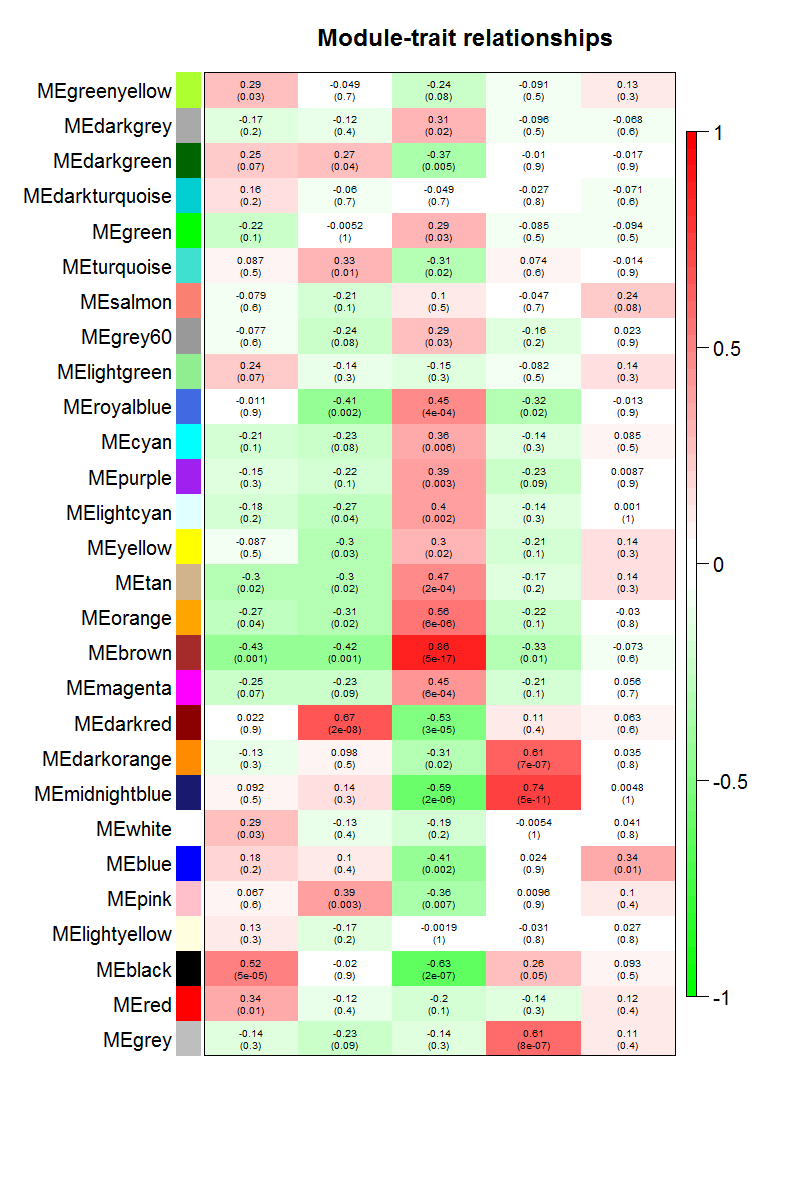 Module-trait relationships
MEgreenyellow 0.29 -0.049 -0.24 -0.091 0.13
(0.03) (0.7) (0.08) (0.5) (0.3)
MEdarkgrey -0.17 -0.12 0.31 -0.096 -0.068
(0.2) (0.4) (0.02) (0.5) (0.6)
MEdarkgreen 0.25 0.27 -0.37 -0.01 -0.017
(0.07) (0.04) (0.005) (0.9) (0.9)
MEdarkturquoise 0.16 -0.06 -0.049 -0.027 -0.071
(0.2) (0.7) (0.7) (0.8) (0.6)
MEgreen -0.22 -0.0052 0.29 -0.085 -0.094
(0.1) (1) (0.03) (0.5) (0.5)
MEturquoise 0.087 0.33 -0.31 0.074 -0.014
(0.5) (0.01) (0.02) (0.6) (0.9)
MEsalmon -0.079 -0.21 0.1 -0.047 0.24
(0.6) (0.1) (0.5) (0.7) (0.08)
MEgrey60 -0.077 -0.24 0.29 -0.16 0.023
(0.6) (0.08) (0.03) (0.2) (0.9)
MElightgreen 0.24 -0.14 -0.15 -0.082 0.14
(0.07) (0.3) (0.3) (0.5) (0.3)
MEroyalblue -0.011 -0.41 0.45 -0.32 -0.013
(0.9) (0.002) (4e-04) (0.02) (0.9)
MEcyan -0.21 -0.23 0.36 -0.14 0.085
(0.1) (0.08) (0.006) (0.3) (0.5)
MEpurple -0.15 -0.22 0.39 -0.23 0.0087
(0.3) (0.1) (0.003) (0.09) (0.9)
MElightcyan -0.18 -0.27 0.4 -0.14 0.001
(0.2) (0.04) (0.002) (0.3) (1)
MEyellow -0.087 -0.3 0.3 -0.21 0.14
(0.5) (0.03) (0.02) (0.1) (0.3)
MEtan -0.3 -0.3 0.47 -0.17 0.14
(0.02) (0.02) (2e-04) (0.2) (0.3)
MEorange -0.27 -0.31 0.56 -0.22 -0.03
(0.04) (0.02) (6e-06) (0.1) (0.8)
MEbrown -0.43 -0.42 0.86 -0.33 -0.073
(0.001) (0.001) (5e-17) (0.01) (0.6)
MEmagenta -0.25 -0.23 0.45 -0.21 0.056
(0.07) (0.09) (6e-04) (0.1) (0.7)
MEdarkred 0.022 0.67 -0.53 0.11 0.063
(0.9) (2e-08) (3e-05) (0.4) (0.6)
MEdarkorange -0.13 0.098 -0.31 0.61 0.035
(0.3) (0.5) (0.02) (7e-07) (0.8)
MEmidnightblue 0.092 0.14 -0.59 0.74 0.0048
(0.5) (0.3) (2e-06) (5e-11) (1)
MEwhite 0.29 -0.13 -0.19 -0.0054 0.041
(0.03) (0.4) (0.2) (1) (0.8)
MEblue 0.18 0.1 -0.41 0.024 0.34
(0.2) (0.4) (0.002) (0.9) (0.01)
MEpink 0.067 0.39 -0.36 0.0096 0.1
(0.6) (0.003) (0.007) (0.9) (0.4)
MElightyellow 0.13 -0.17 -0.0019 -0.031 0.027
(0.3) (0.2) (1) (0.8) (0.8)
MEblack 0.52 -0.02 -0.63 0.26 0.093
(5e-05) (0.9) (2e-07) (0.05) (0.5)
MEred 0.34 -0.12 -0.2 -0.14 0.12
(0.01) (0.4) (0.1) (0.3) (0.4)
MEgrey -0.14 -0.23 -0.14 0.61 0.11
(0.3) (0.09) (0.3) (8e-07) (0.4)
1
0.5
0
-0.5
-1